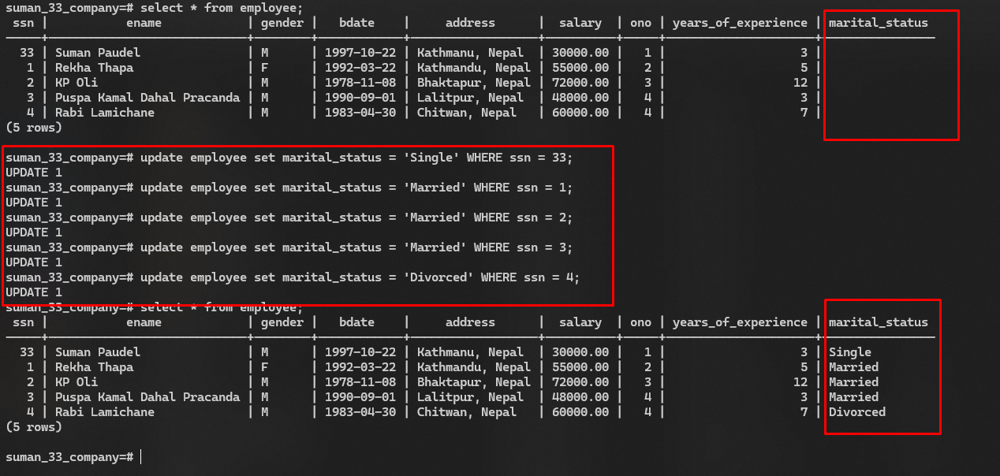 suman_33_company=# select * from employee;
 ssn |           ename            | gender |   bdate    |     address      |  salary  | ono | years_of_experience | marital_status
-----+----------------------------+--------+------------+------------------+----------+-----+---------------------+----------------
  33 | Suman Paudel               | M      | 1997-10-22 | Kathmanu, Nepal  | 30000.00 |   1 |                   3 |
   1 | Rekha Thapa                | F      | 1992-03-22 | Kathmandu, Nepal | 55000.00 |   2 |                   5 |
   2 | KP Oli                     | M      | 1978-11-08 | Bhaktapur, Nepal | 72000.00 |   3 |                  12 |
   3 | Puspa Kamal Dahal Pracanda | M      | 1990-09-01 | Lalitpur, Nepal  | 48000.00 |   4 |                   3 |
   4 | Rabi Lamichane             | M      | 1983-04-30 | Chitwan, Nepal   | 60000.00 |   4 |                   7 |
(5 rows)
suman_33_company=# update employee set marital_status = 'Single' WHERE ssn = 33;
UPDATE 1
suman_33_company=# update employee set marital_status = 'Married' WHERE ssn = 1;
UPDATE 1
suman_33_company=# update employee set marital_status = 'Married' WHERE ssn = 2;
UPDATE 1
suman_33_company=# update employee set marital_status = 'Married' WHERE ssn = 3;
UPDATE 1
suman_33_company=# update employee set marital_status = 'Divorced' WHERE ssn = 4;
UPDATE 1
suman_33_company=# select * from employee;
 ssn |           ename            | gender |   bdate    |     address      |  salary  | ono | years_of_experience | marital_status
-----+----------------------------+--------+------------+------------------+----------+-----+---------------------+----------------
  33 | Suman Paudel               | M      | 1997-10-22 | Kathmanu, Nepal  | 30000.00 |   1 |                   3 | Single
   1 | Rekha Thapa                | F      | 1992-03-22 | Kathmandu, Nepal | 55000.00 |   2 |                   5 | Married
   2 | KP Oli                     | M      | 1978-11-08 | Bhaktapur, Nepal | 72000.00 |   3 |                  12 | Married
   3 | Puspa Kamal Dahal Pracanda | M      | 1990-09-01 | Lalitpur, Nepal  | 48000.00 |   4 |                   3 | Married
   4 | Rabi Lamichane             | M      | 1983-04-30 | Chitwan, Nepal   | 60000.00 |   4 |                   7 | Divorced
(5 rows)
suman_33_company=#